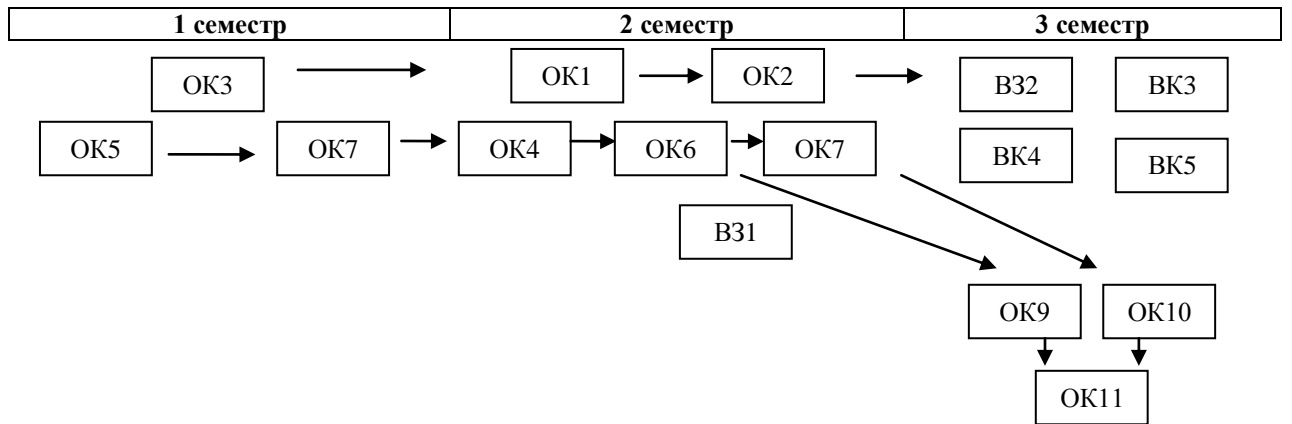 1 семестр 2 семестр 3 семестр
ОК3 ОК1 ОК2 ВЗ2 ВК3
ОК5 ОК7 ОК4 ОК6 ОК7 ВК4 ВК5
ВЗ1
ОК9 ОК10
ОК11